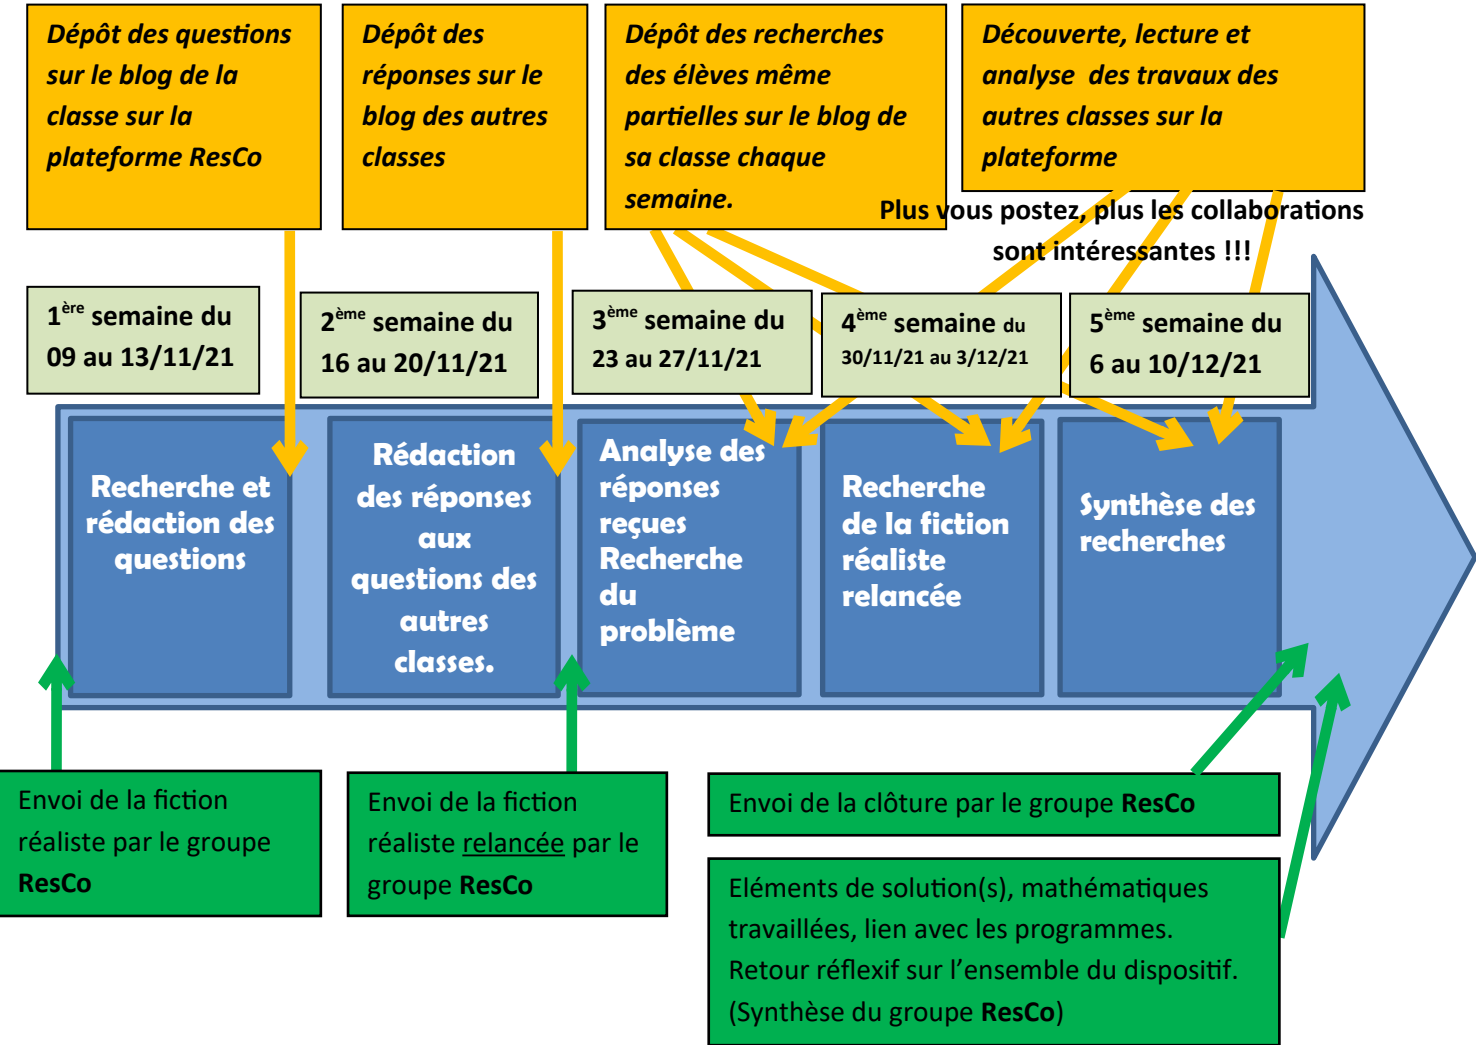 Dépôt des questions
sur le blog de la
classe sur la
plateforme ResCo
Dépôt des
réponses sur le
blog des autres
classes
Dépôt des recherches
des élèves même
partielles sur le blog de
sa classe chaque
semaine.
Découverte, lecture et
analyse des travaux des
autres classes sur la
plateforme
Plus vous postez, plus les collaborations
sont intéressantes !!!
1ère semaine du
09 au 13/11/21
2ème semaine du
16 au 20/11/21
3ème semaine du
23 au 27/11/21
4ème semaine du
30/11/21 au 3/12/21
5ème semaine du
6 au 10/12/21
Recherche et
rédaction des
questions
Rédaction
des réponses
aux
questions des
autres
classes.
Analyse des
réponses
reçues
Recherche
du
problème
Recherche
de la fiction
réaliste
relancée
Synthèse des
recherches
Envoi de la fiction
réaliste par le groupe
ResCo
Envoi de la fiction
réaliste relancée par le
groupe ResCo
Envoi de la clôture par le groupe ResCo
Eléments de solution(s), mathématiques
travaillées, lien avec les programmes.
Retour réflexif sur l'ensemble du dispositif.
(Synthèse du groupe ResCo)